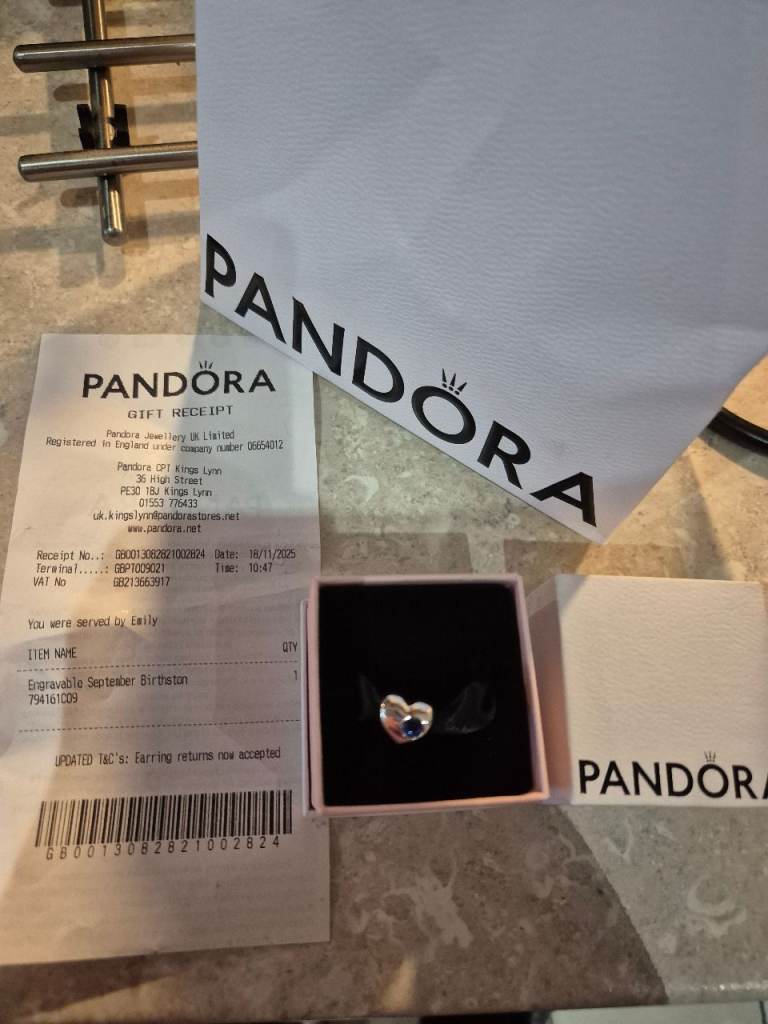 PANDORA
PANDORA
GIFT RECEIPT
Pandora Jewellery UK Limited
Registered in England under company number 06654012
Pandora CPT Kings Lynn
36 High Street
PE30 1BJ Kings Lynn
01553 776433
uk.kingslynn@pandorastores.net
www.pandora.net
Receipt No..: GB0013082821002824 Date: 18/11/2025
Terminal.....: GBPT009021 Time: 10:47
VAT No GB213663917
You were served by Emily
ITEM NAME QTY
Engravable September Birthston 1
794161C09
UPDATED T&C's: Earring returns now accepted
GB0013082821002824
PANDORA